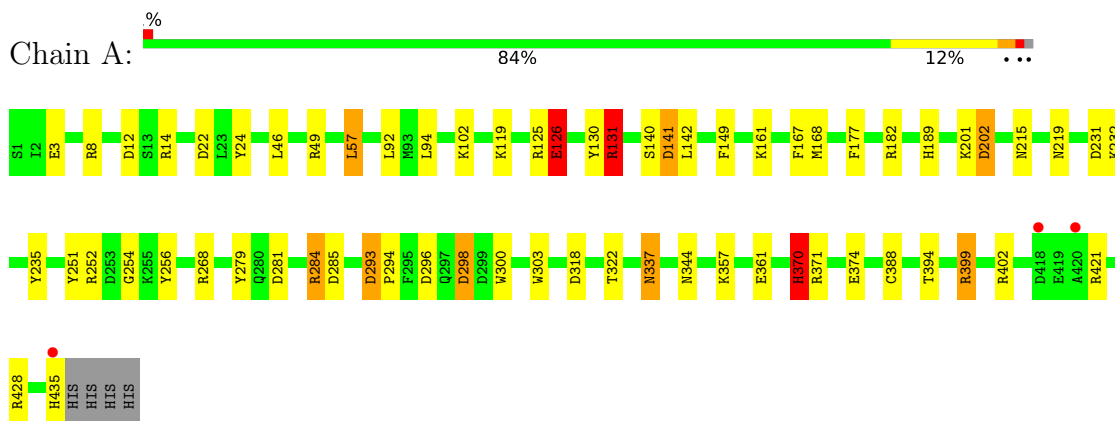 .%
Chain A:
84% 12% • ••
S1 I2 E3 R8 D12 S13 R14 D22 L23 Y24 L46 R49 L57 L92 M93 L94 K102 K119 R125 E126 Y130 R131 S140 D141 L142 F149 K161 F167 M168 F177 R182 H189 K201 D202 N215 N219 D231 K232
Y235 Y251 R252 D253 G254 K255 Y256 R268 Y279 Q280 D281 R284 D285 D293 P294 F295 D296 Q297 D298 D299 W300 W303 D318 T322 N337 N344 K357 E361 H370 R371 E374 C388 T394 R399 R402 D418 E419 A420 R421
R428 H435 HIS HIS HIS HIS